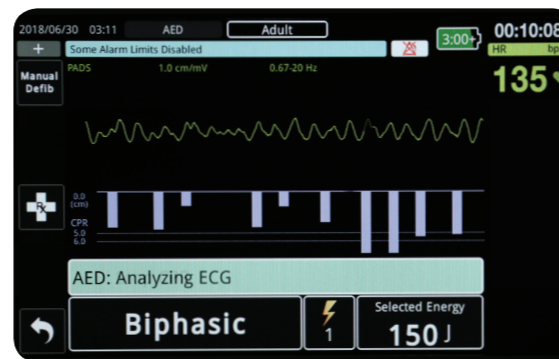 2018/06/30 03:11 AED Adult 3:00+ 00:10:08
+ Some Alarm Limits Disabled HR bp
PADS 1.0 cm/mV 0.67-20 Hz 135
Manual
Defib
0.0
(cm)
Rx
CPR
5.0
6.0
AED: Analyzing ECG
Biphasic 1 Selected Energy
150 J